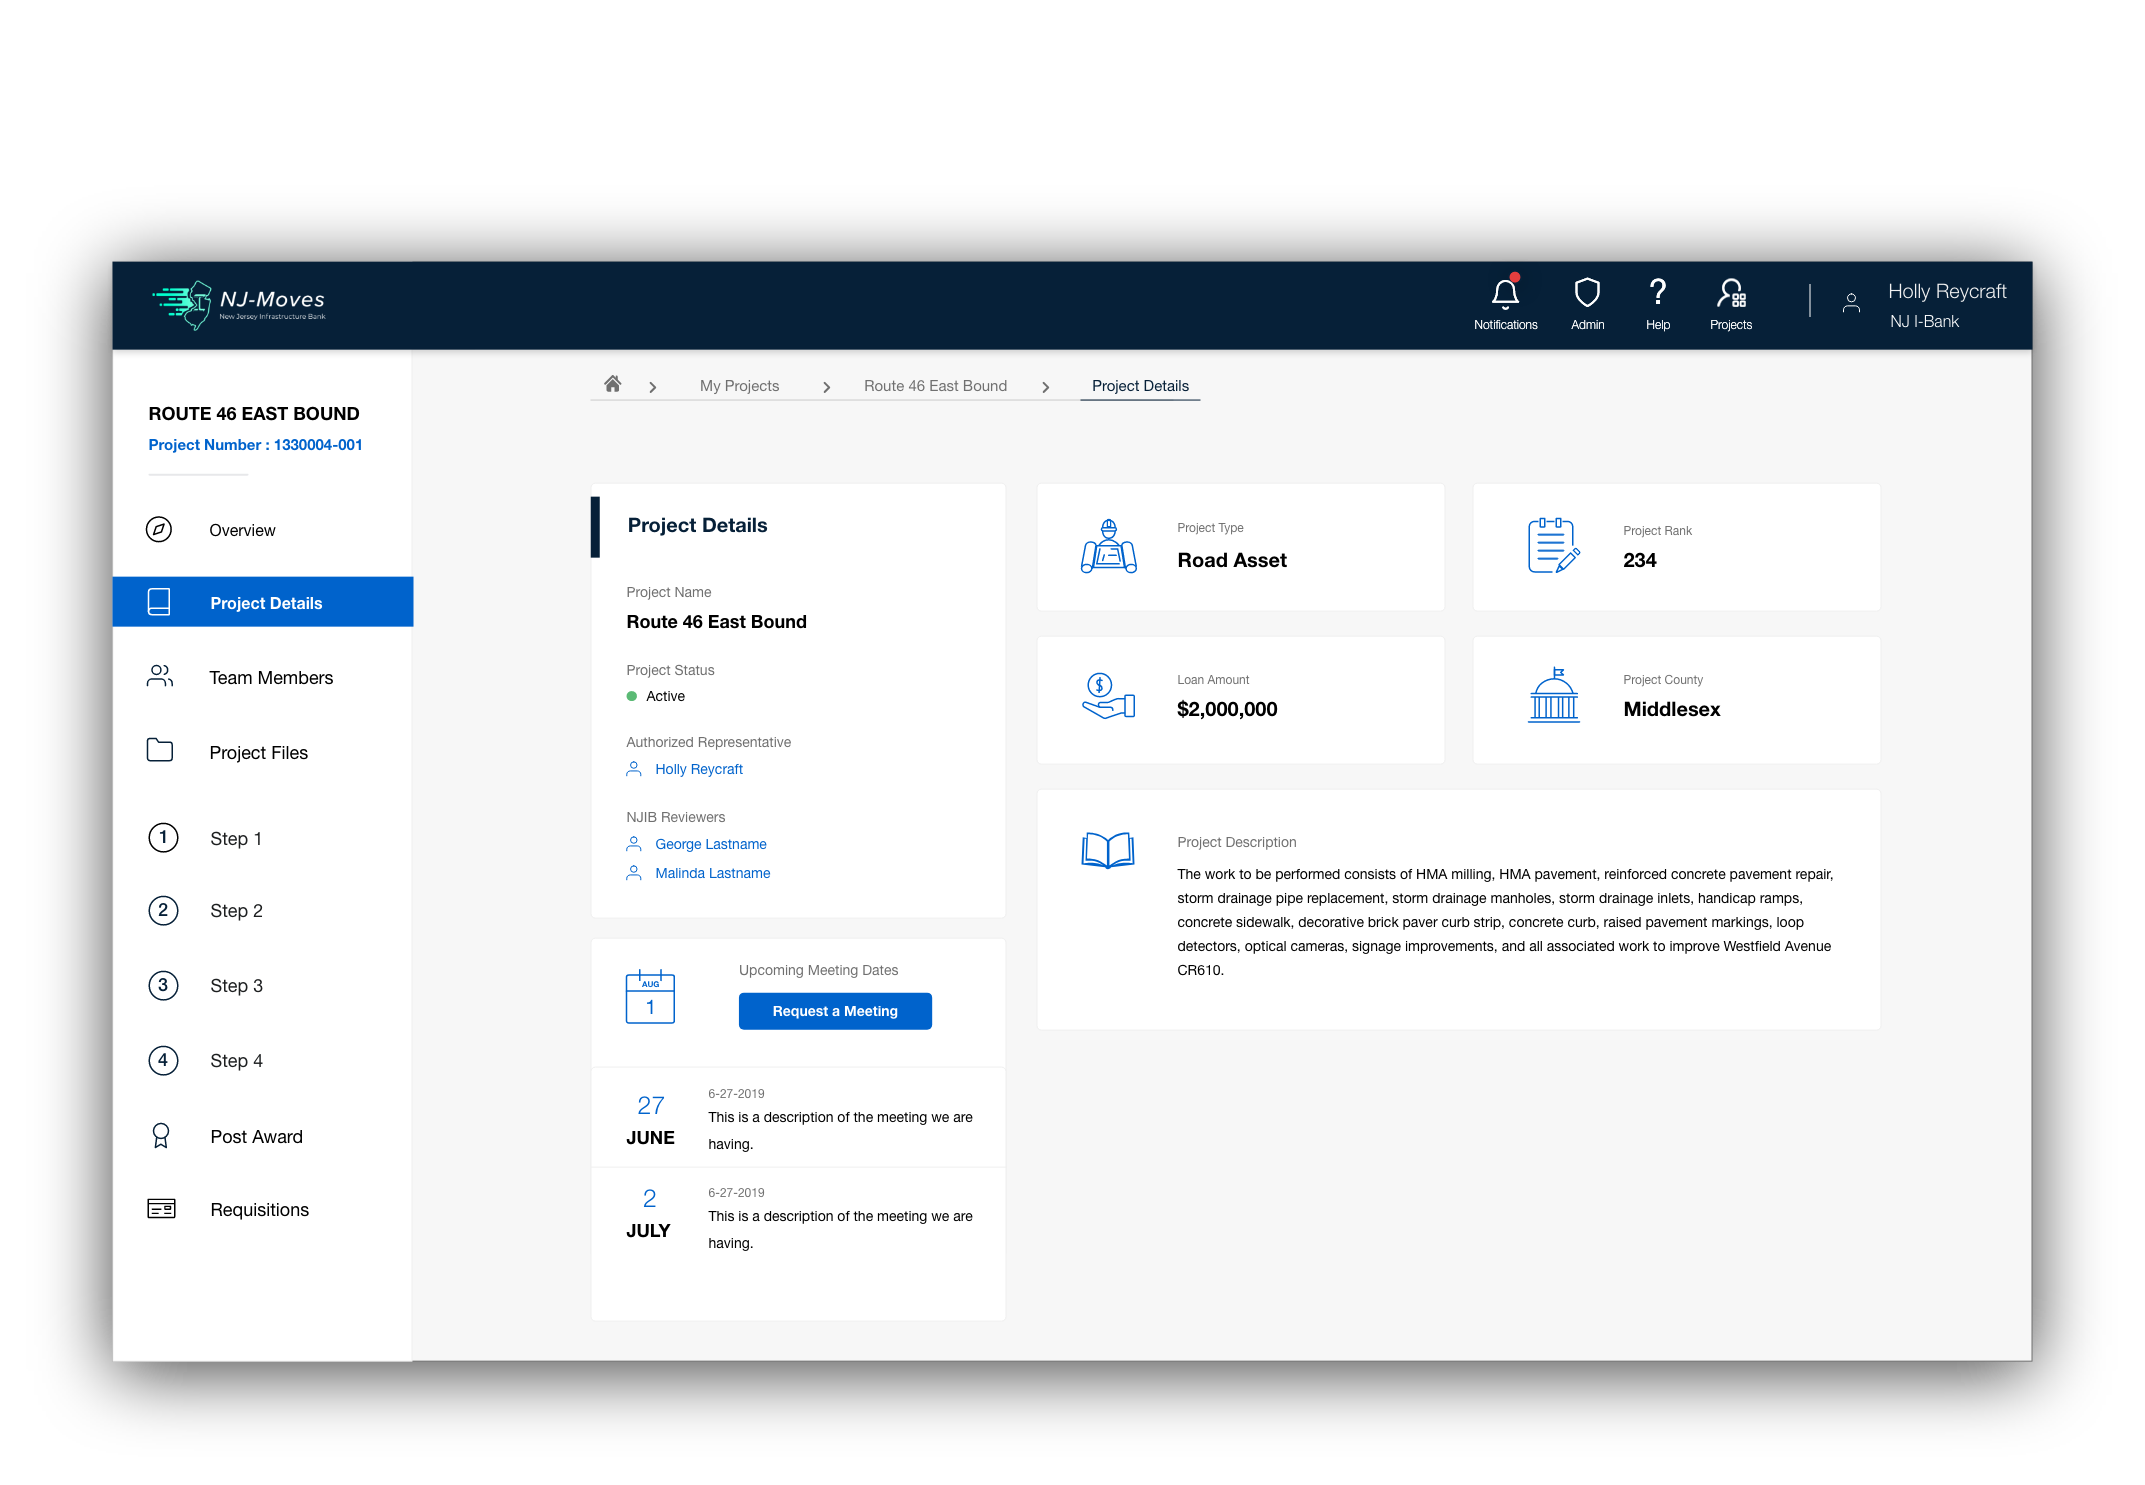 NJ-Moves
New Jersey Infrastructure Bank
Notifications
Admin
Help
Projects
Holly Reycraft
NJ I-Bank
My Projects
Route 46 East Bound
Project Details
ROUTE 46 EAST BOUND
Project Number : 1330004-001
Overview
Project Details
Team Members
Project Files
1 Step 1
2 Step 2
3 Step 3
4 Step 4
Post Award
Requisitions
Project Details
Project Name
Route 46 East Bound
Project Status
Active
Authorized Representative
Holly Reycraft
NJIB Reviewers
George Lastname
Malinda Lastname
AUG
1
Upcoming Meeting Dates
Request a Meeting
27
JUNE
6-27-2019
This is a description of the meeting we are
having.
2
JULY
6-27-2019
This is a description of the meeting we are
having.
Project Type
Road Asset
Project Rank
234
$
Loan Amount
$2,000,000
Project County
Middlesex
Project Description
The work to be performed consists of HMA milling, HMA pavement, reinforced concrete pavement repair,
storm drainage pipe replacement, storm drainage manholes, storm drainage inlets, handicap ramps,
concrete sidewalk, decorative brick paver curb strip, concrete curb, raised pavement markings, loop
detectors, optical cameras, signage improvements, and all associated work to improve Westfield Avenue
CR610.